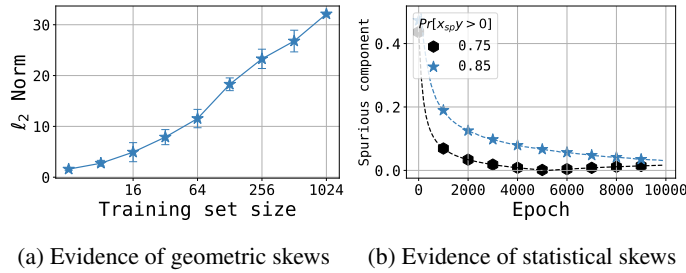 30
20
10
0
ℓ₂ Norm
16
64
256
1024
Training set size
(a) Evidence of geometric skews
0.4
0.2
0.0
Spurious component
Pr[x_{sp}y > 0]
0.75
0.85
0
2000
4000
6000
8000
10000
Epoch
(b) Evidence of statistical skews